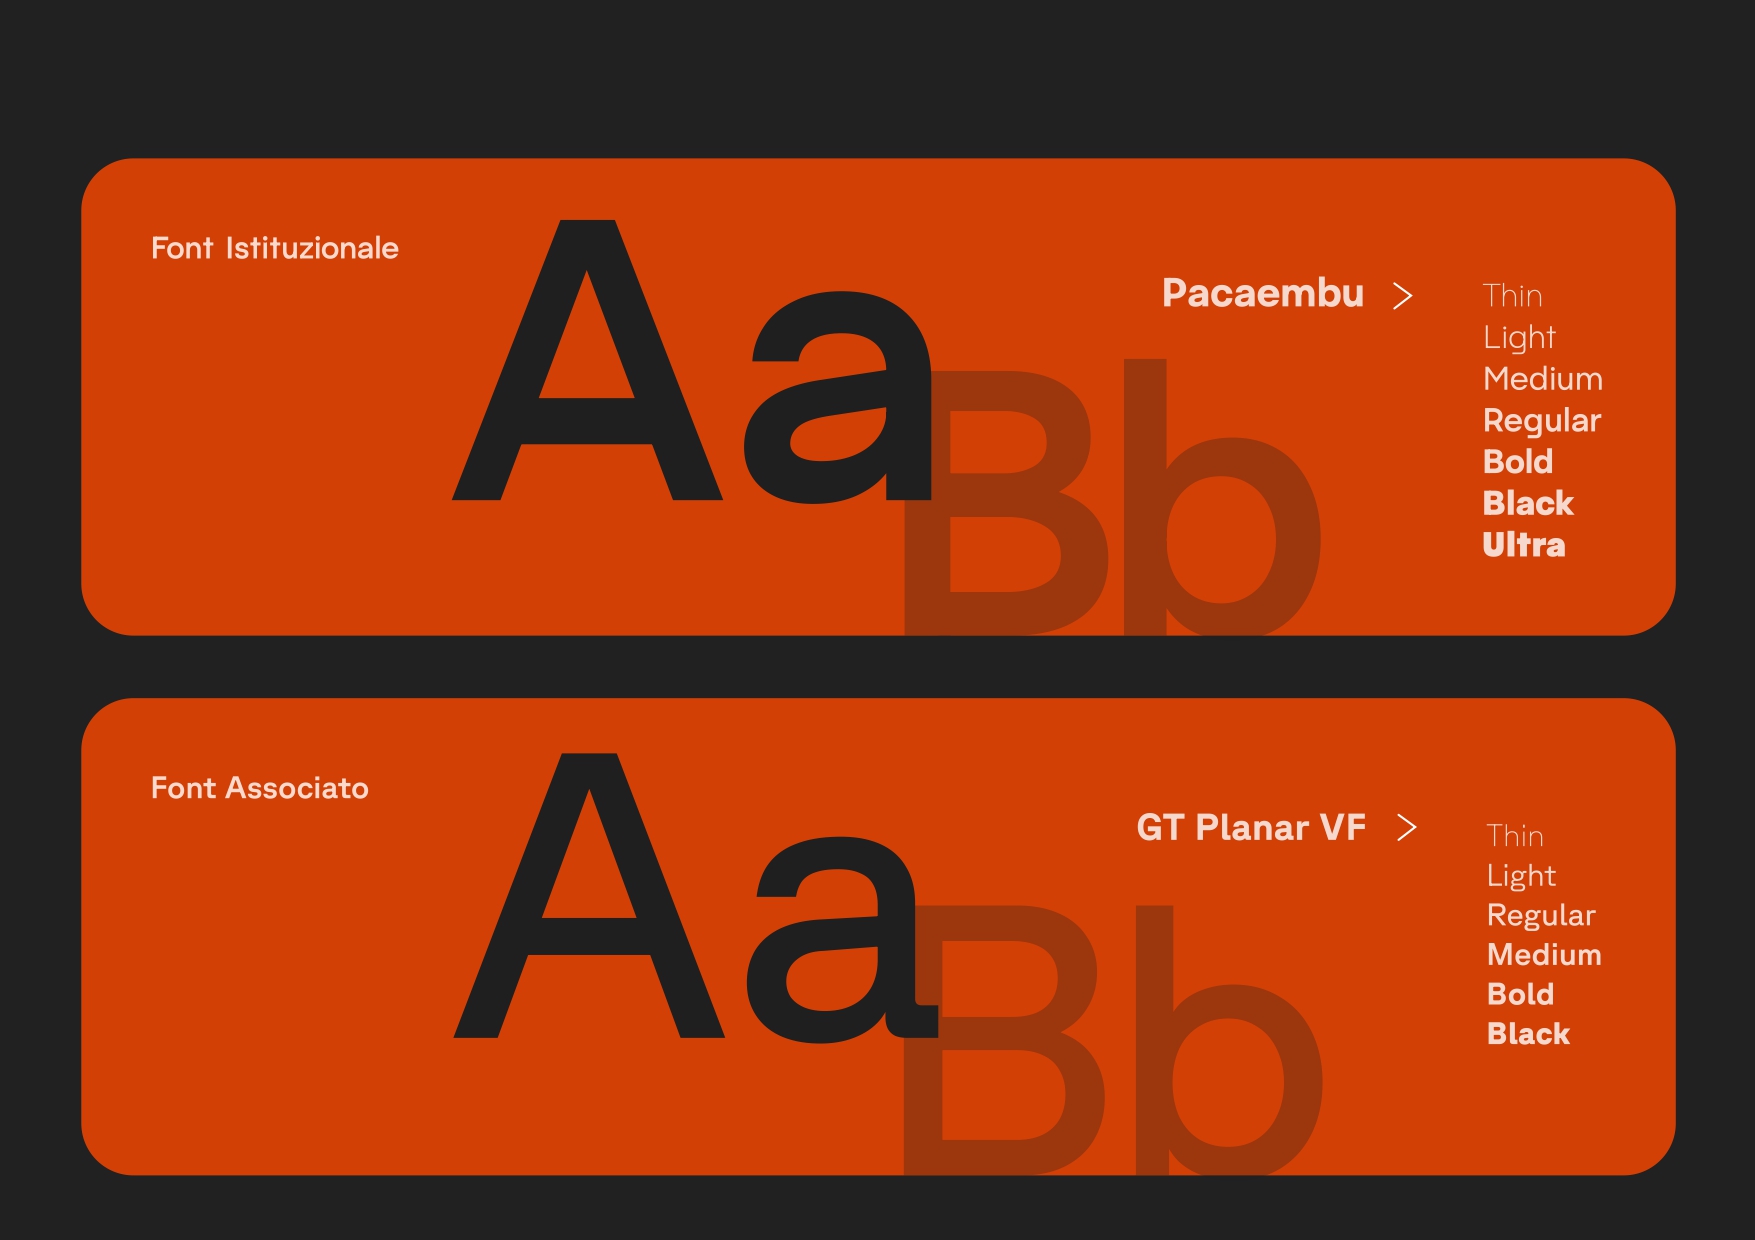 Font Istituzionale
Aa
Bb
Pacaembu >
Thin
Light
Medium
Regular
Bold
Black
Ultra
Font Associato
Aa
Bb
GT Planar VF >
Thin
Light
Regular
Medium
Bold
Black